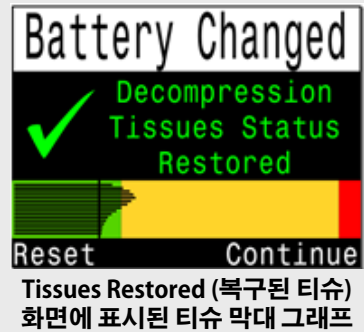 Battery Changed
Decompression
Tissues Status
Restored
Reset Continue
Tissues Restored (복구된 티슈)
화면에 표시된 티슈 막대 그래프